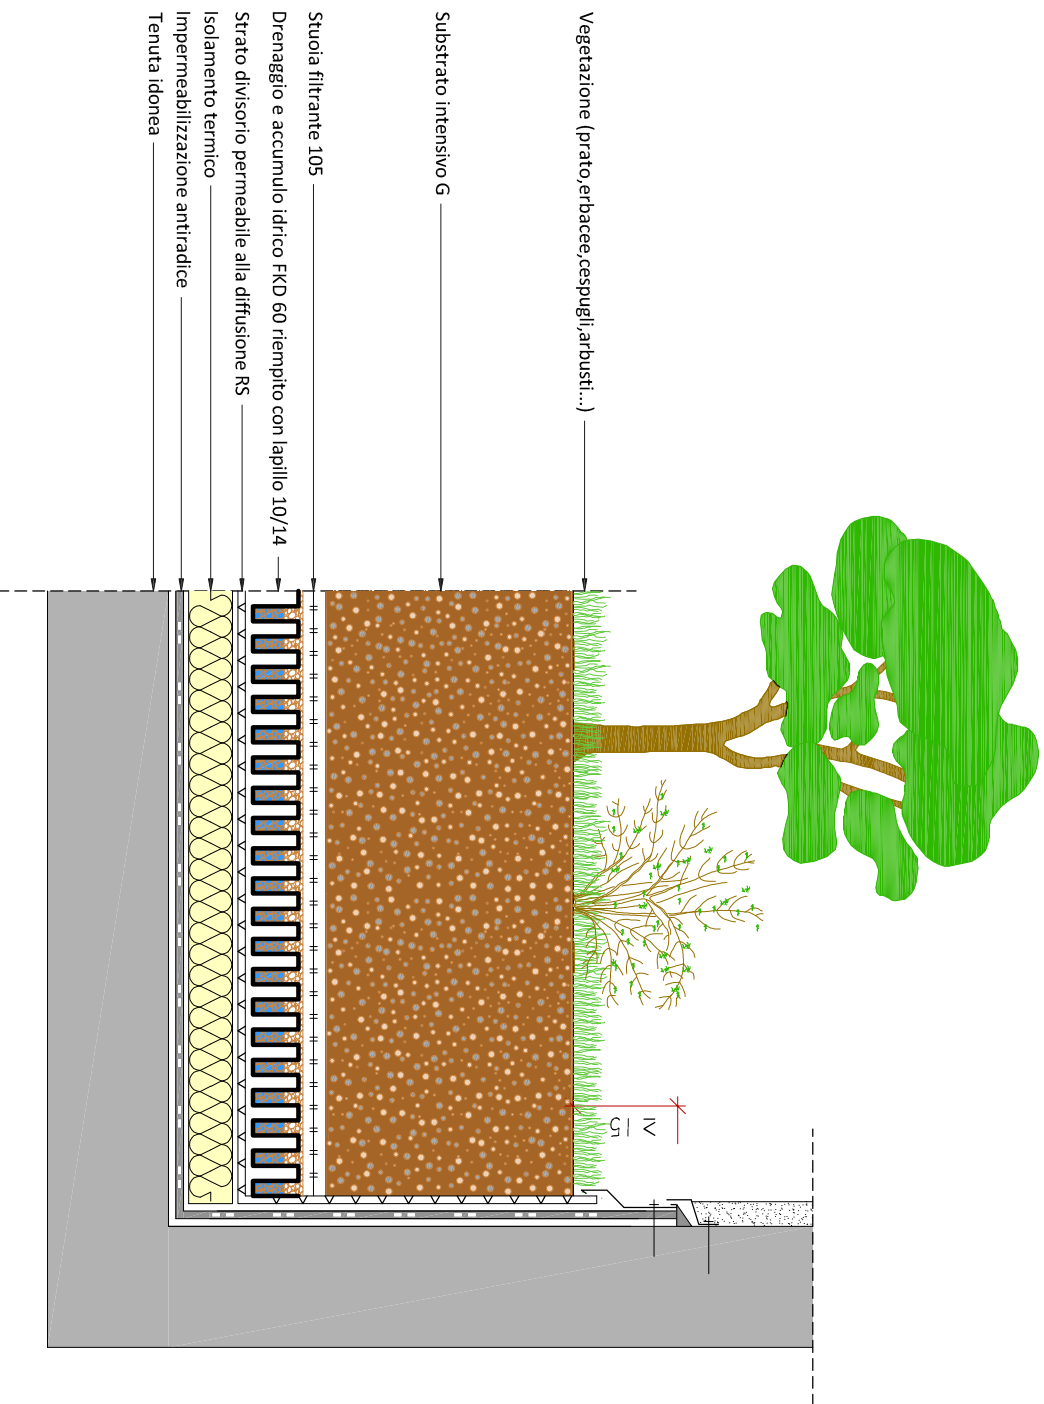 Vegetazione (prato,erbacee,cespugli,arbusti...)
Substrato intensivo G
Stuoia filtrante 105
Drenaggio e accumulo idrico FKD 60 riempito con lapillo 10/14
Strato divisorio permeabile alla diffusione RS
Isolamento termico
Impermeabilizzazione antiradice
Tenuta idonea
≥ 15